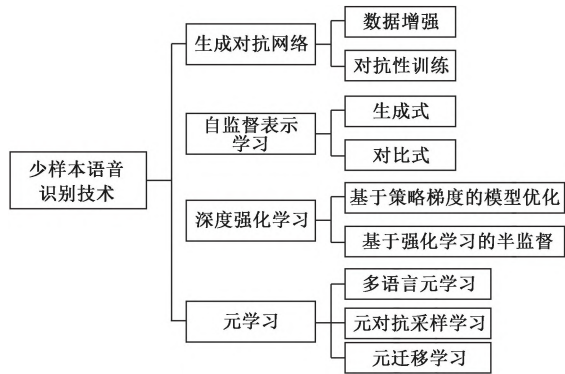 少样本语音
识别技术
生成对抗网络
数据增强
对抗性训练
自监督表示
学习
生成式
对比式
深度强化学习
基于策略梯度的模型优化
基于强化学习的半监督
元学习
多语言元学习
元对抗采样学习
元迁移学习